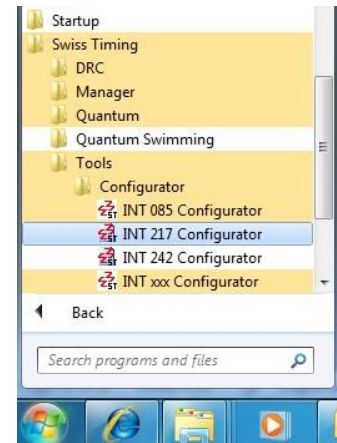 Startup
Swiss Timing
DRC
Manager
Quantum
Quantum Swimming
Tools
Configurator
INT 085 Configurator
INT 217 Configurator
INT 242 Configurator
INT xxx Configurator
Back
Search programs and files